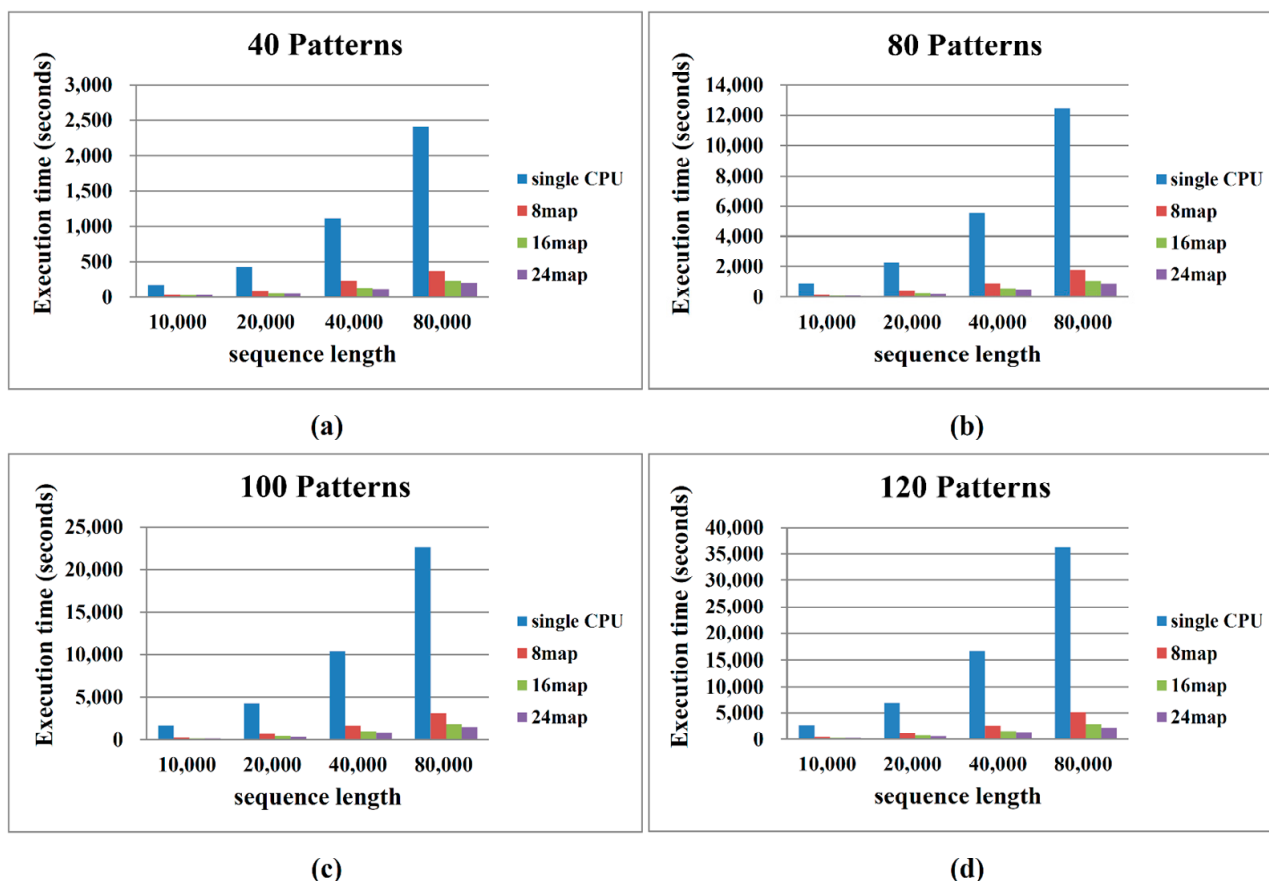 40 Patterns
Execution time (seconds)
3,000
2,500
2,000
1,500
1,000
500
0
10,000 20,000 40,000 80,000
sequence length
single CPU
8map
16map
24map
(a)
80 Patterns
Execution time (seconds)
14,000
12,000
10,000
8,000
6,000
4,000
2,000
0
10,000 20,000 40,000 80,000
sequence length
single CPU
8map
16map
24map
(b)
100 Patterns
Execution time (seconds)
25,000
20,000
15,000
10,000
5,000
0
10,000 20,000 40,000 80,000
sequence length
single CPU
8map
16map
24map
(c)
120 Patterns
Execution time (seconds)
40,000
35,000
30,000
25,000
20,000
15,000
10,000
5,000
0
10,000 20,000 40,000 80,000
sequence length
single CPU
8map
16map
24map
(d)